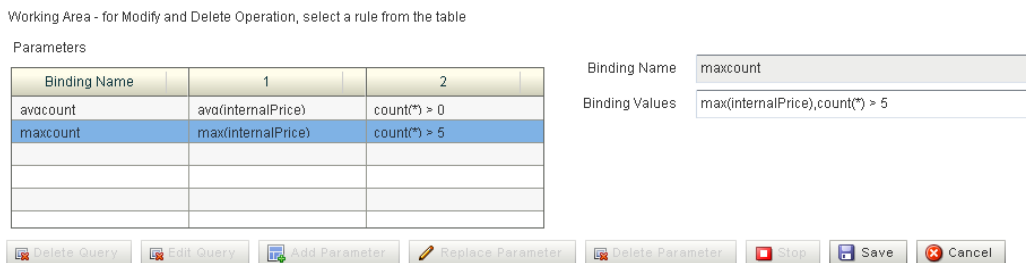 Working Area - for Modify and Delete Operation, select a rule from the table
Parameters
Binding Name 1 2
avgcount avg(internalPrice) count(*) > 0
maxcount max(internalPrice) count(*) > 5
Binding Name maxcount
Binding Values max(internalPrice),count(*) > 5
Delete Query Edit Query Add Parameter Replace Parameter Delete Parameter Stop Save Cancel